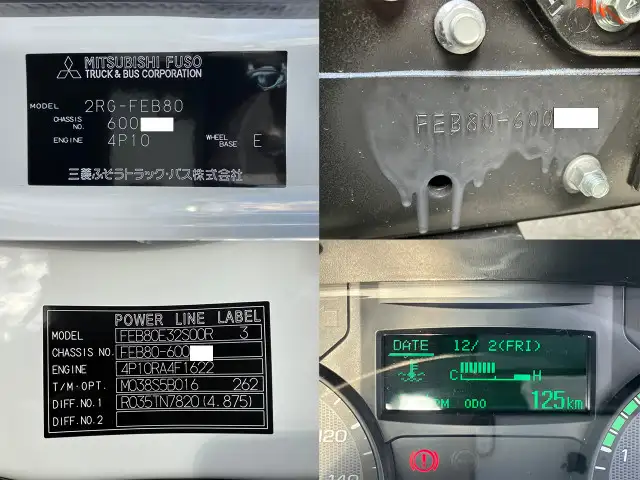 MITSUBISHI FUSO
TRUCK & BUS CORPORATION
MODEL 2RG-FEB80
CHASSIS NO. 600
ENGINE 4P10 WHEEL BASE E
三菱ふそうトラック・バス株式会社
FEB80-600
POWER LINE LABEL
MODEL FEB80E32S00R 3
CHASSIS NO. FEB80-600
ENGINE 4P10RA4F1622
T/M・OPT. M038S5B016 262
DIFF.NO.1 R035TN7820(4.875)
DIFF.NO.2
DATE 12/ 2(FRI)
C H
ODO 125km
120
140
1